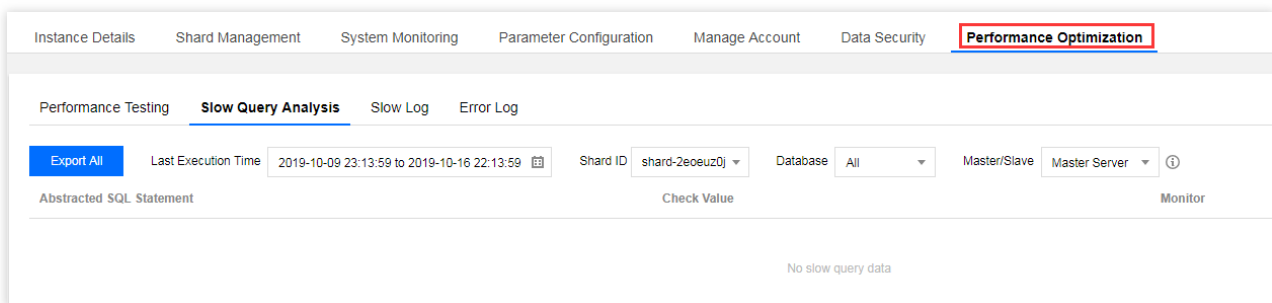 Instance Details Shard Management System Monitoring Parameter Configuration Manage Account Data Security Performance Optimization
Performance Testing Slow Query Analysis Slow Log Error Log
Export All Last Execution Time 2019-10-09 23:13:59 to 2019-10-16 22:13:59 Shard ID shard-2eoeuz0j Database All Master/Slave Master Server
Abstracted SQL Statement Check Value Monitor
No slow query data